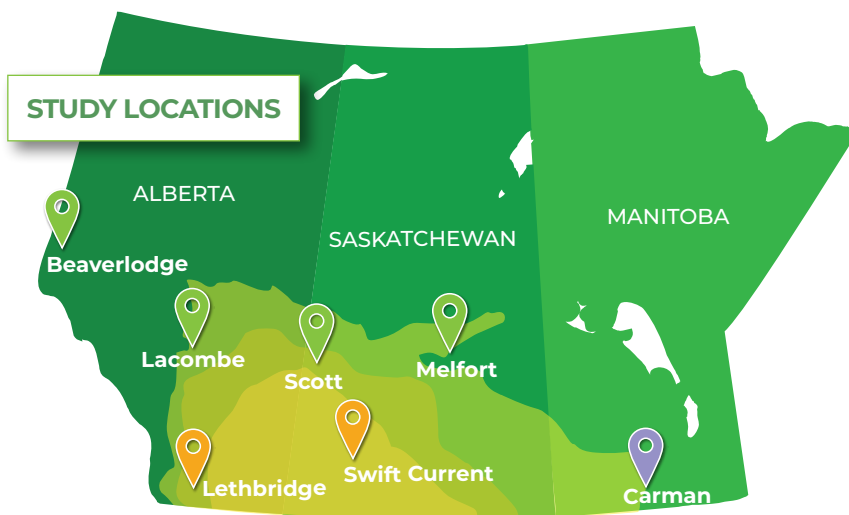 STUDY LOCATIONS
ALBERTA
SASKATCHEWAN
MANITOBA
Beaverlodge
Lacombe
Scott
Melfort
Lethbridge
Swift Current
Carman